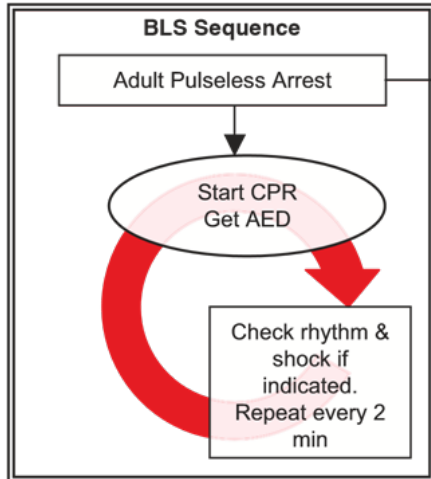 BLS Sequence
Adult Pulseless Arrest
Start CPR
Get AED
Check rhythm &
shock if
indicated.
Repeat every 2
min